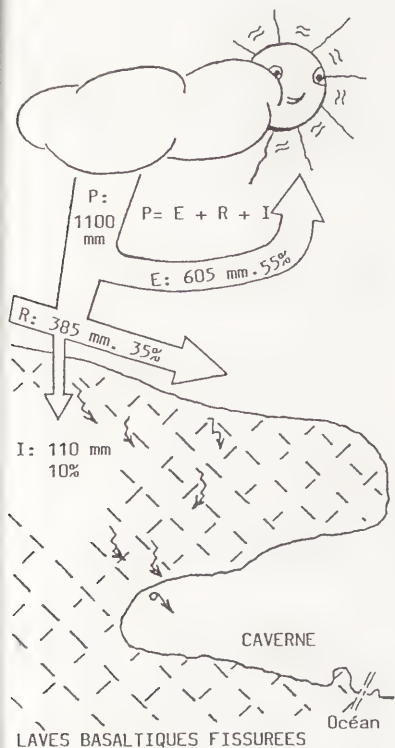 P:
1100
mm
P= E + R + I
E: 605 mm. 55%
R: 385 mm. 35%
I: 110 mm
10%
CAVERNE
Océan
LAVES BASALTIQUES FISSUREES